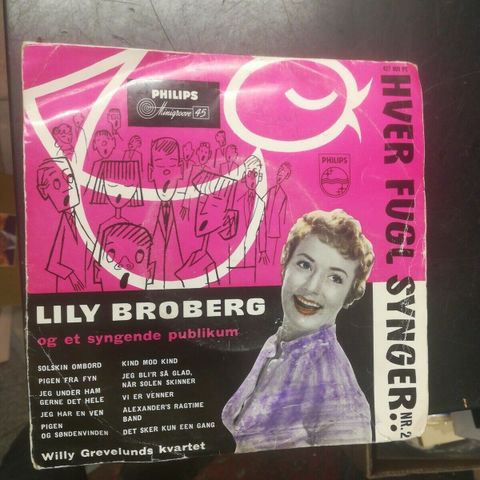 PHILIPS
Minigroove 45
PHILIPS
HVER FUGL SYNGER.. NR. 2
LILY BROBERG
og et syngende publikum
SOLSKIN OMBORD
PIGEN FRA FYN
JEG UNDER HAM
GERNE DET HELE
JEG HAR EN VEN
PIGEN
OG SØNDENVINDEN
KIND MOD KIND
JEG BLI'R SÅ GLAD,
NÅR SOLEN SKINNER
VI ER VENNER
ALEXANDER'S RAGTIME
BAND
DET SKER KUN EEN GANG
Willy Grevelunds kvartet